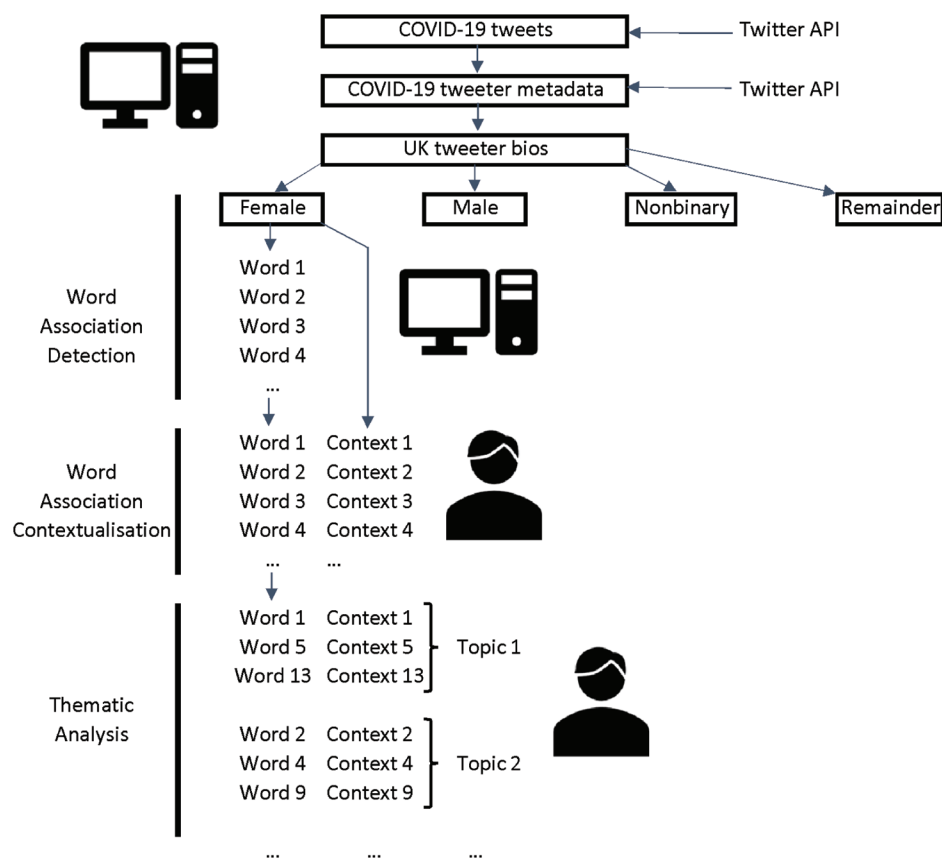 COVID-19 tweets
Twitter API
COVID-19 tweeter metadata
Twitter API
UK tweeter bios
Female
Male
Nonbinary
Remainder
Word
Association
Detection
Word 1
Word 2
Word 3
Word 4
...
Word
Association
Contextualisation
Word 1 Context 1
Word 2 Context 2
Word 3 Context 3
Word 4 Context 4
... ...
Thematic
Analysis
Word 1 Context 1
Word 5 Context 5
Word 13 Context 13
Topic 1
Word 2 Context 2
Word 4 Context 4
Word 9 Context 9
Topic 2
... ... ...